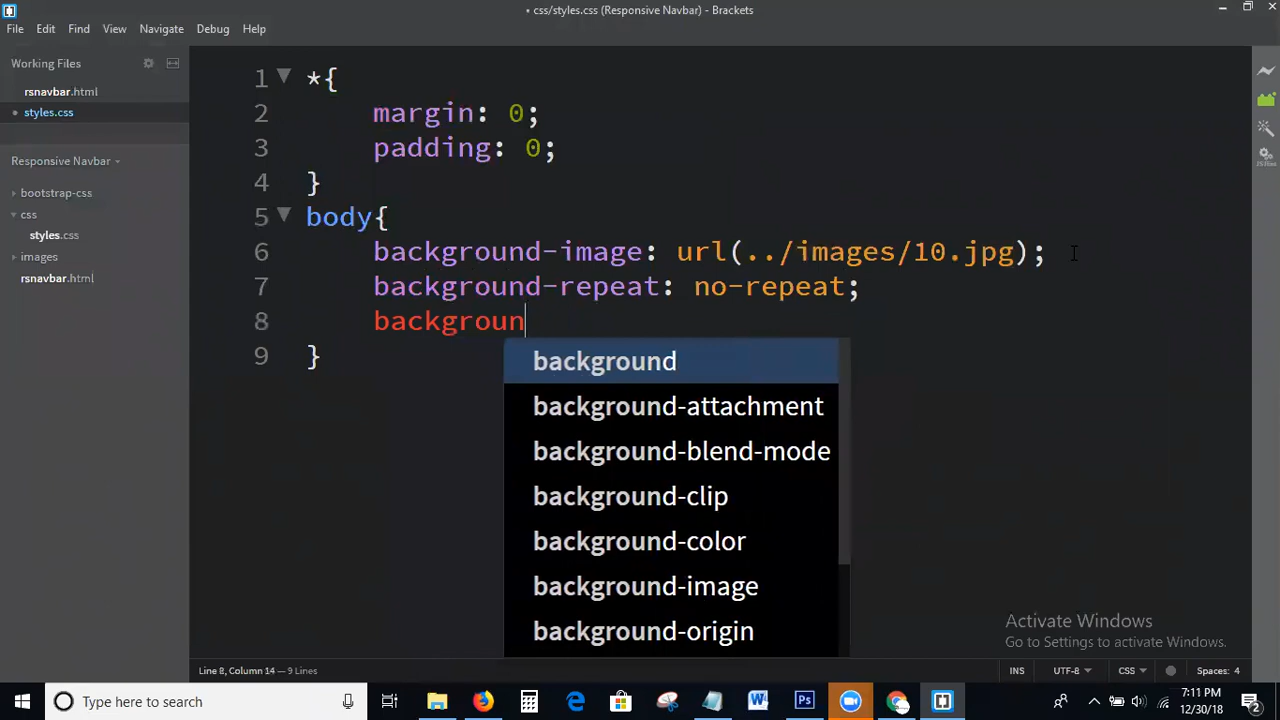 • css/styles.css (Responsive Navbar) - Brackets
File Edit Find View Navigate Debug Help
Working Files
rsnavbar.html
styles.css
Responsive Navbar
bootstrap-css
css
styles.css
images
rsnavbar.html
1 *{
2 margin: 0;
3 padding: 0;
4 }
5 body{
6 background-image: url(../images/10.jpg);
7 background-repeat: no-repeat;
8 backgroun
9 }
background
background-attachment
background-blend-mode
background-clip
background-color
background-image
background-origin
Activate Windows
Go to Settings to activate Windows.
Line 8, Column 14 — 9 Lines
INS UTF-8 CSS Spaces: 4
Type here to search
7:11 PM
12/30/18